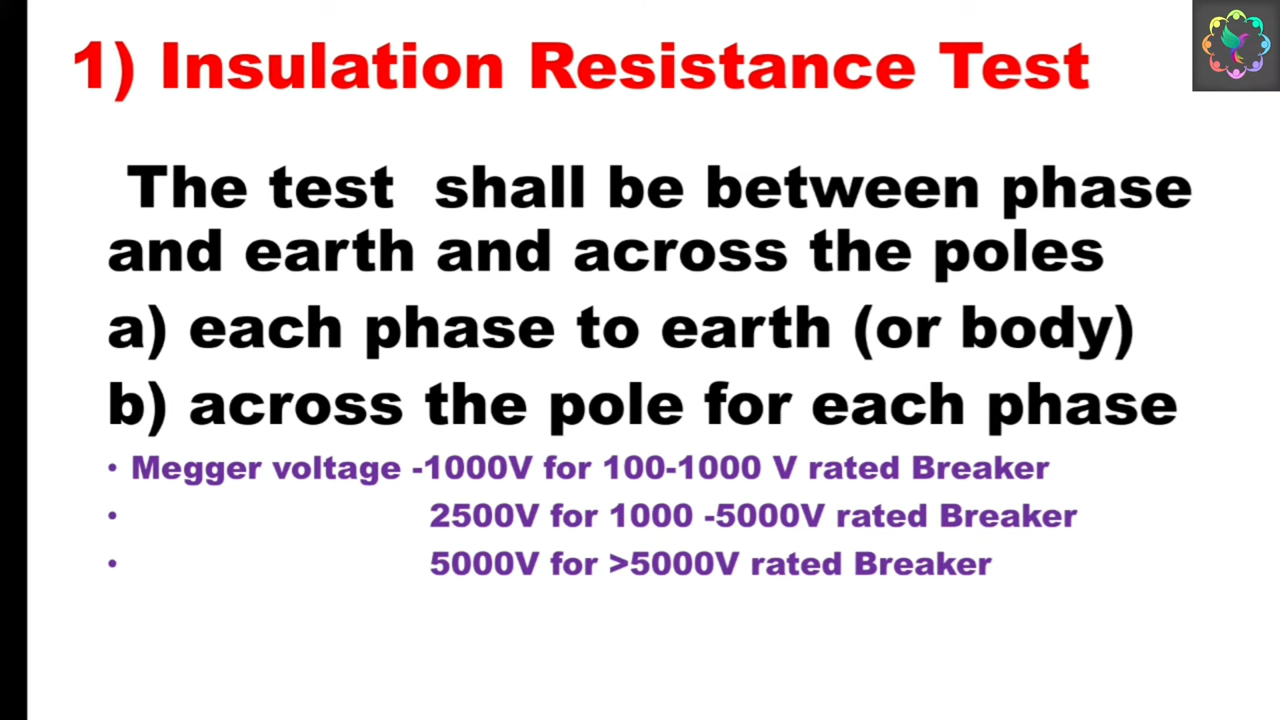 1) Insulation Resistance Test
The test shall be between phase
and earth and across the poles
a) each phase to earth (or body)
b) across the pole for each phase
• Megger voltage -1000V for 100-1000 V rated Breaker
• 2500V for 1000 -5000V rated Breaker
• 5000V for >5000V rated Breaker